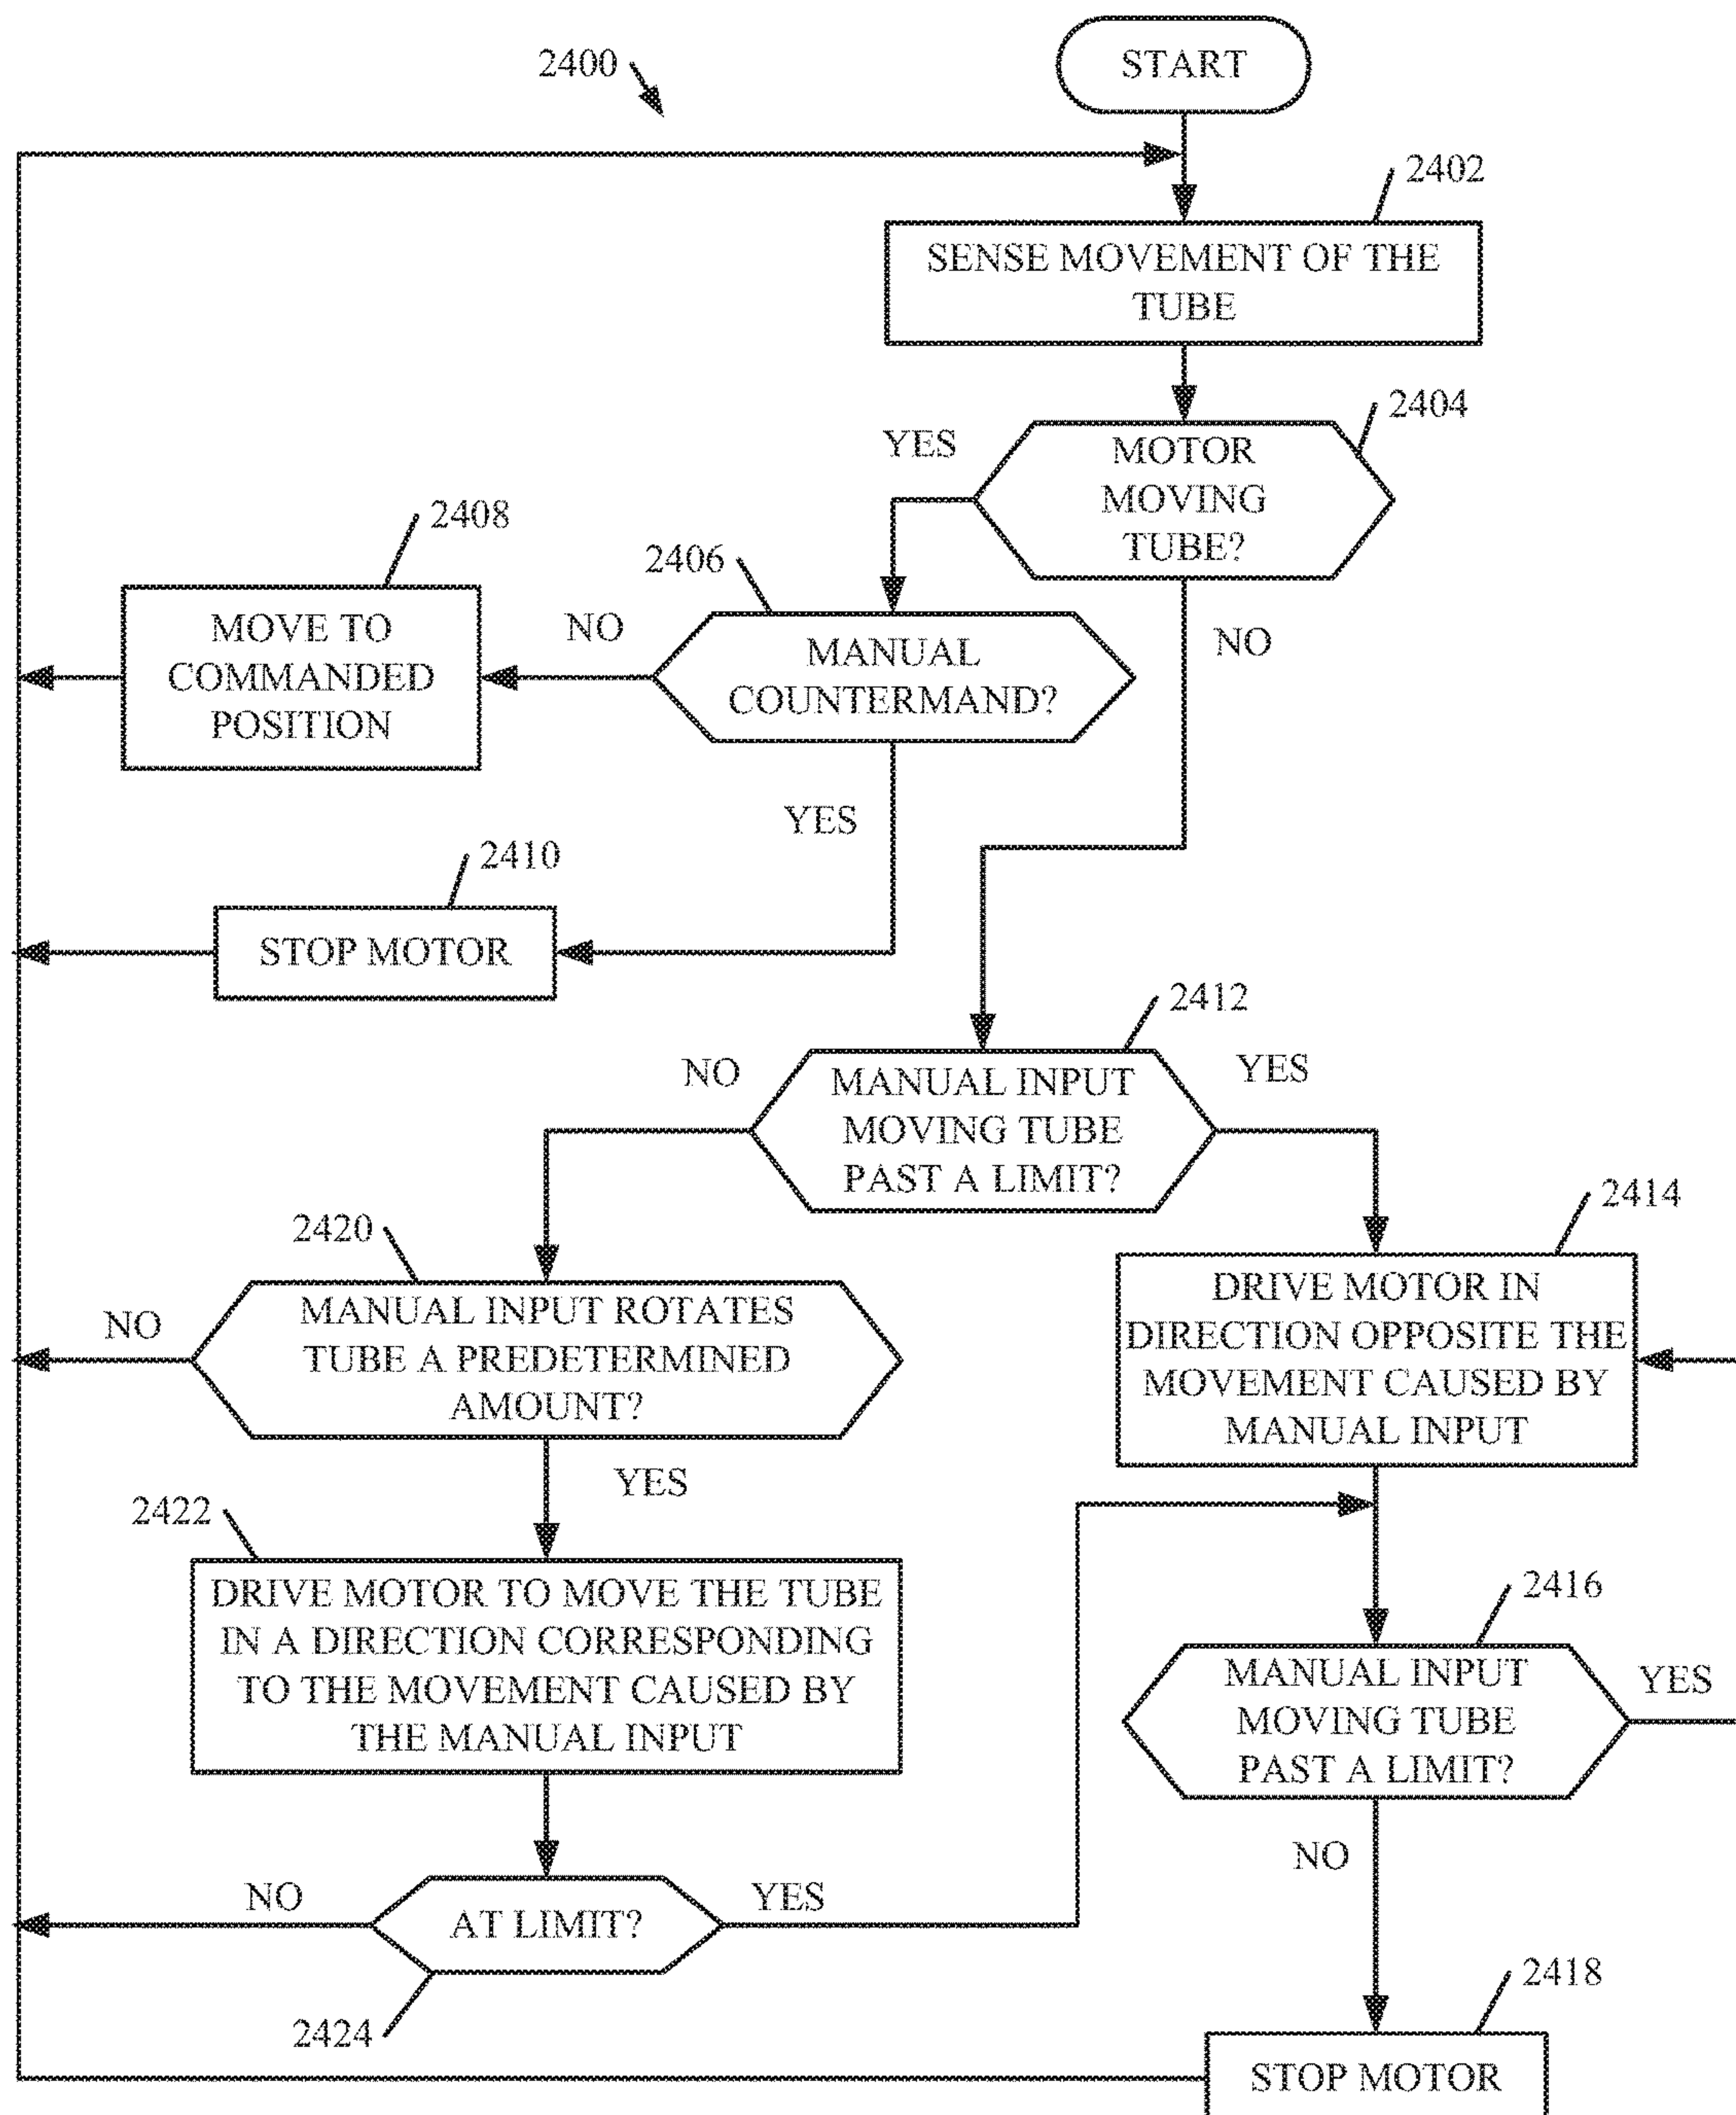 2400
START
2402
SENSE MOVEMENT OF THE
TUBE
2404
YES
MOTOR
MOVING
TUBE?
NO
2408
2406
MOVE TO
COMMANDED
POSITION
NO
MANUAL
COUNTERMAND?
YES
2410
STOP MOTOR
2412
NO
MANUAL INPUT
MOVING TUBE
PAST A LIMIT?
YES
2414
DRIVE MOTOR IN
DIRECTION OPPOSITE THE
MOVEMENT CAUSED BY
MANUAL INPUT
2420
NO
MANUAL INPUT ROTATES
TUBE A PREDETERMINED
AMOUNT?
YES
2422
DRIVE MOTOR TO MOVE THE TUBE
IN A DIRECTION CORRESPONDING
TO THE MOVEMENT CAUSED BY
THE MANUAL INPUT
2416
MANUAL INPUT
MOVING TUBE
PAST A LIMIT?
YES
NO
NO
AT LIMIT?
YES
2424
2418
STOP MOTOR